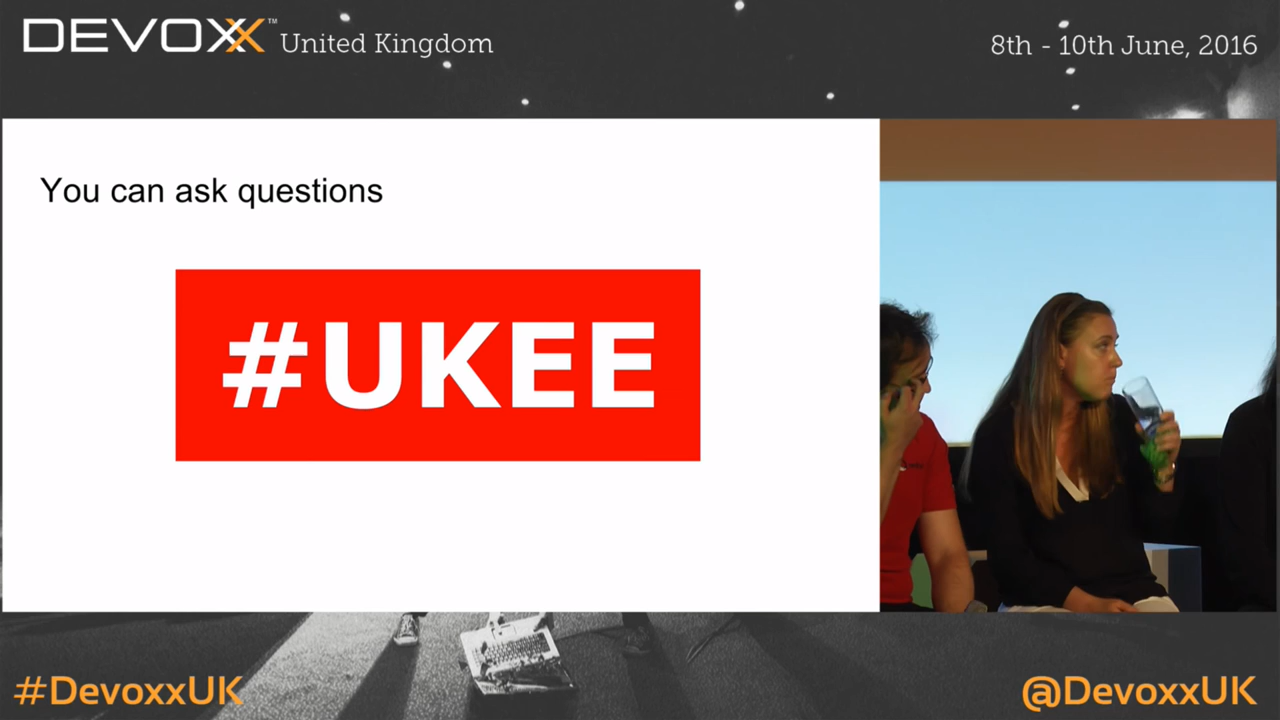 DEVOXX™ United Kingdom
8th - 10th June, 2016
You can ask questions
#UKEE
#DevoxxUK
@DevoxxUK